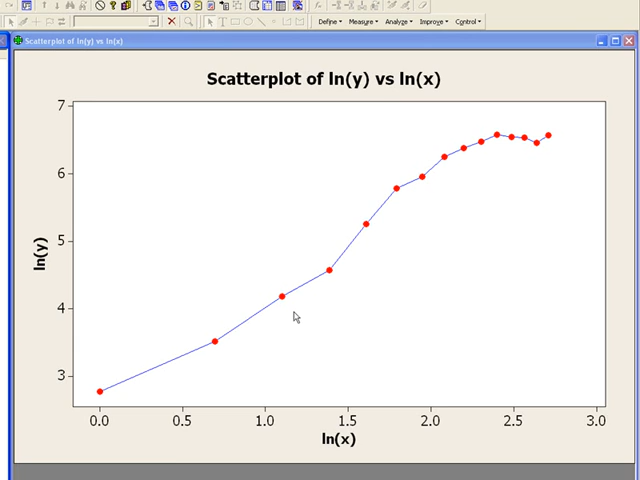 Define Measure Analyze Improve Control
Scatterplot of ln(y) vs ln(x)
Scatterplot of ln(y) vs ln(x)
7
6
5
4
3
ln(y)
0.0 0.5 1.0 1.5 2.0 2.5 3.0
ln(x)